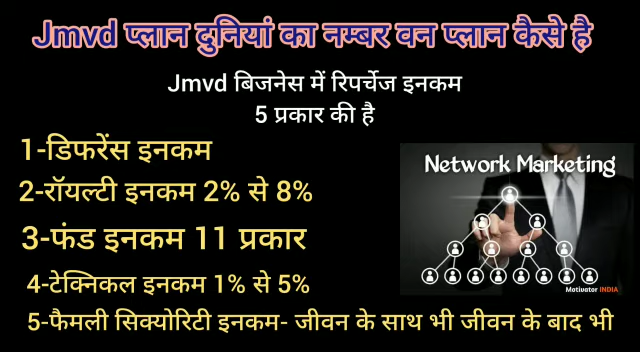 Jmvd प्लान दुनियां का नम्बर वन प्लान कैसे है
Jmvd बिजनेस में रिपर्चेज इनकम
5 प्रकार की है
1-डिफरेंस इनकम
2-रॉयल्टी इनकम 2% से 8%
3-फंड इनकम 11 प्रकार
4-टेक्निकल इनकम 1% से 5%
5-फैमली सिक्योरिटी इनकम- जीवन के साथ भी जीवन के बाद भी
Network Marketing
Motivator INDIA